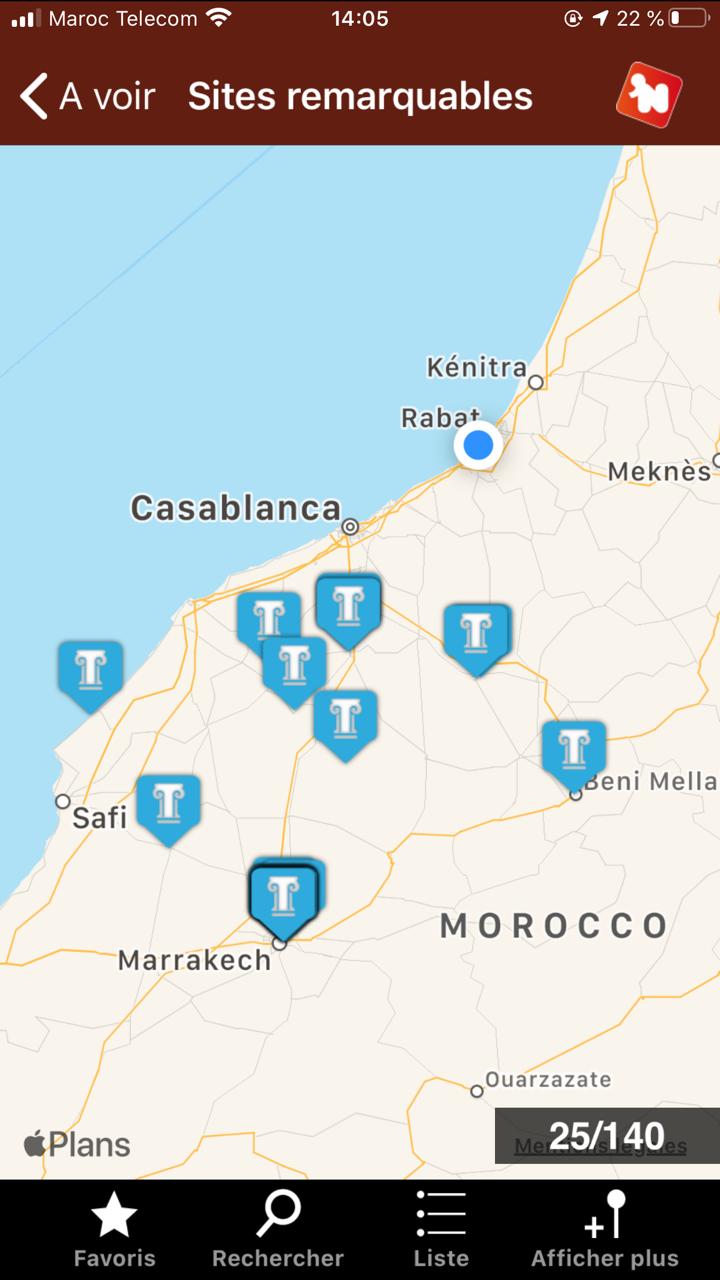 Maroc Telecom 14:05 22 %
A voir Sites remarquables
Kénitra
Rabat
Meknès
Casablanca
Beni Mella
Safi
MOROCCO
Marrakech
Ouarzazate
Plans
25/140
Mentions légales
Favoris Rechercher Liste Afficher plus